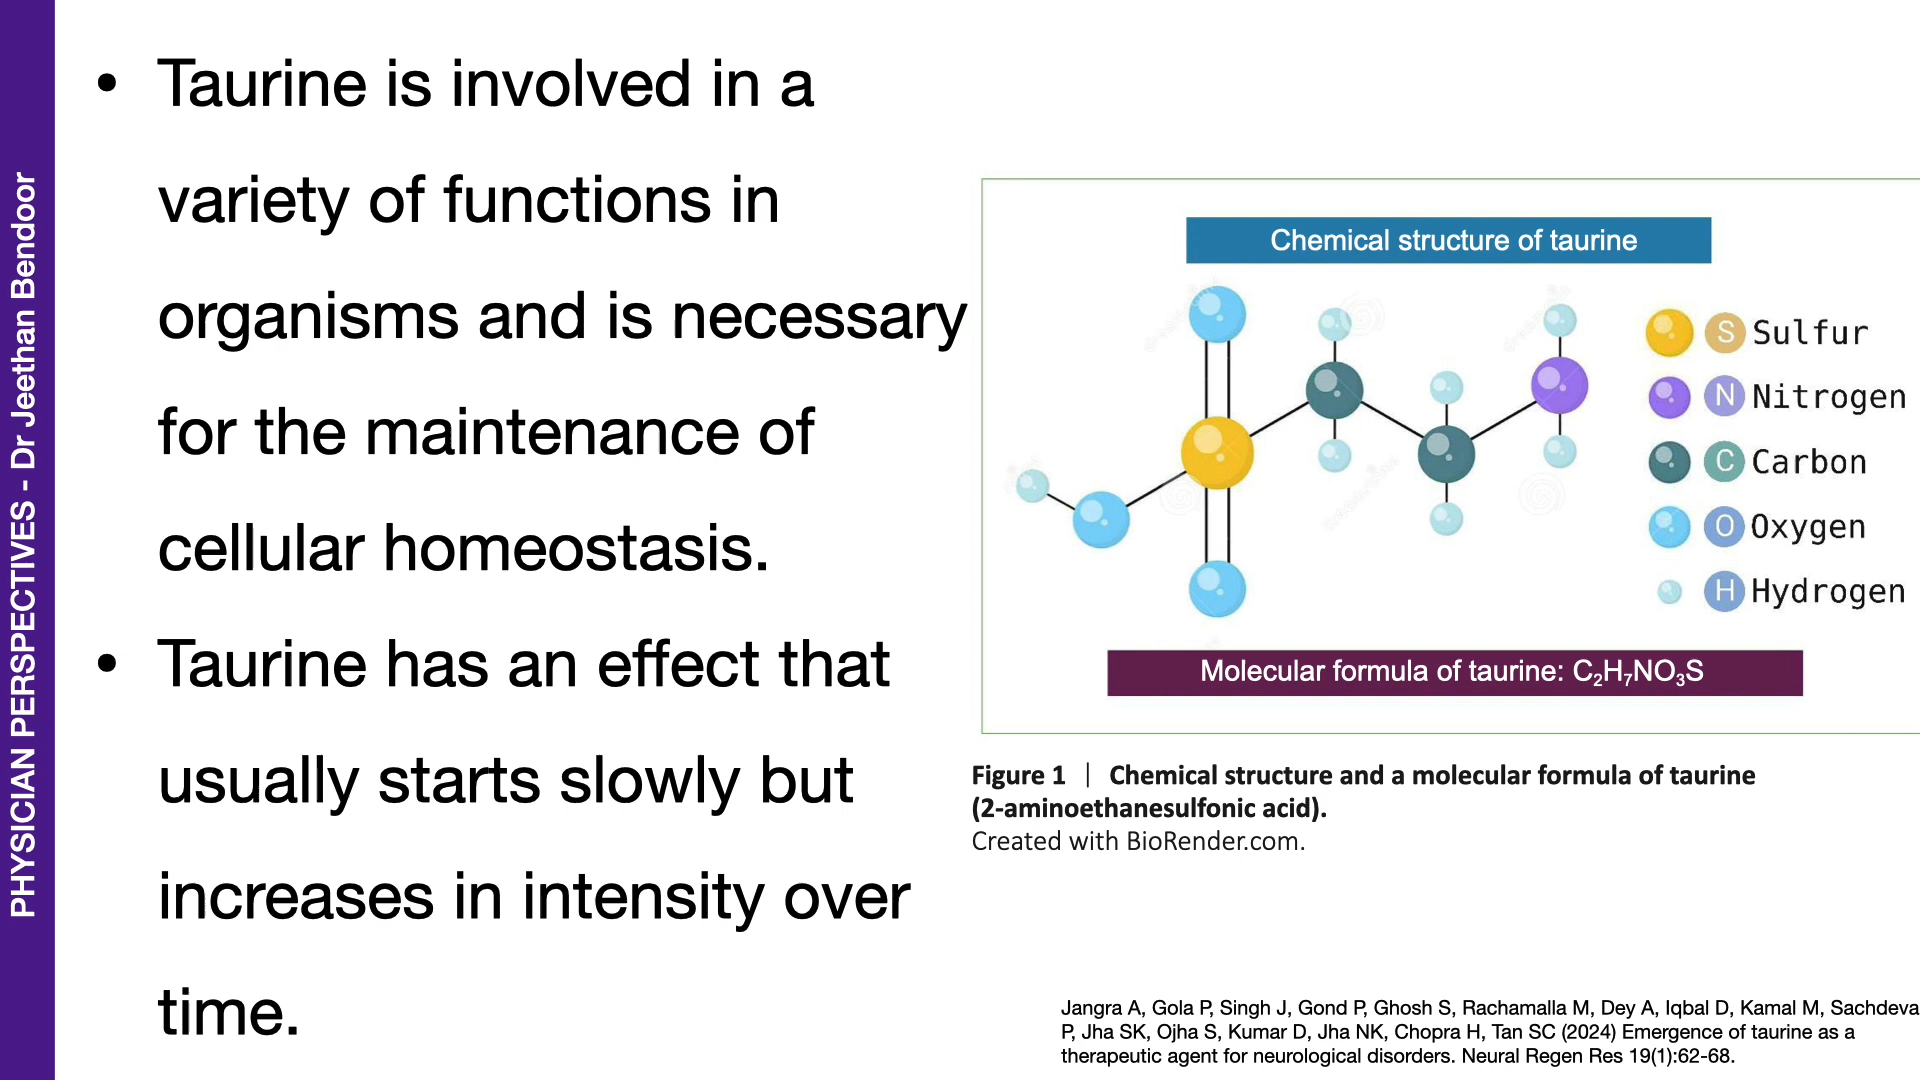 PHYSICIAN PERSPECTIVES - Dr Jeethan Bendoor
• Taurine is involved in a
variety of functions in
organisms and is necessary
for the maintenance of
cellular homeostasis.
• Taurine has an effect that
usually starts slowly but
increases in intensity over
time.
Chemical structure of taurine
S Sulfur
N Nitrogen
C Carbon
O Oxygen
H Hydrogen
Molecular formula of taurine: C₂H₇NO₃S
Figure 1 | Chemical structure and a molecular formula of taurine
(2-aminoethanesulfonic acid).
Created with BioRender.com.
Jangra A, Gola P, Singh J, Gond P, Ghosh S, Rachamalla M, Dey A, Iqbal D, Kamal M, Sachdeva
P, Jha SK, Ojha S, Kumar D, Jha NK, Chopra H, Tan SC (2024) Emergence of taurine as a
therapeutic agent for neurological disorders. Neural Regen Res 19(1):62-68.